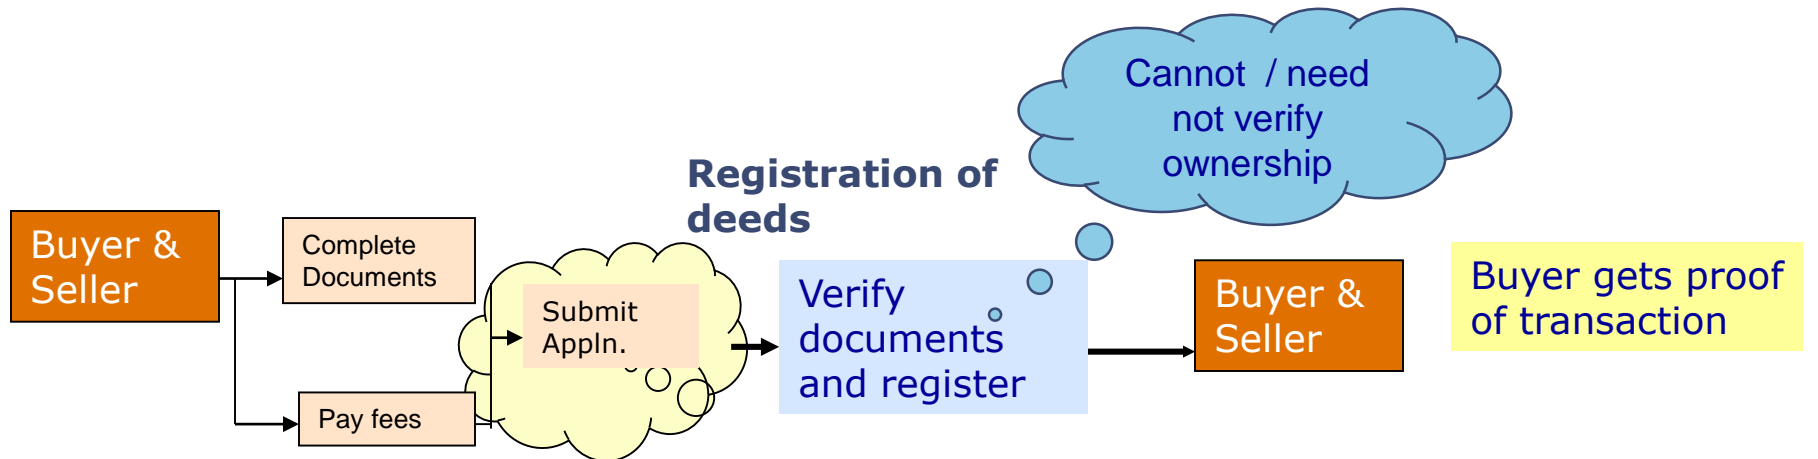 Cannot / need
not verify
ownership
Registration of
deeds
Buyer &
Seller
Complete
Documents
Pay fees
Submit
Appln.
Verify
documents
and register
Buyer &
Seller
Buyer gets proof
of transaction